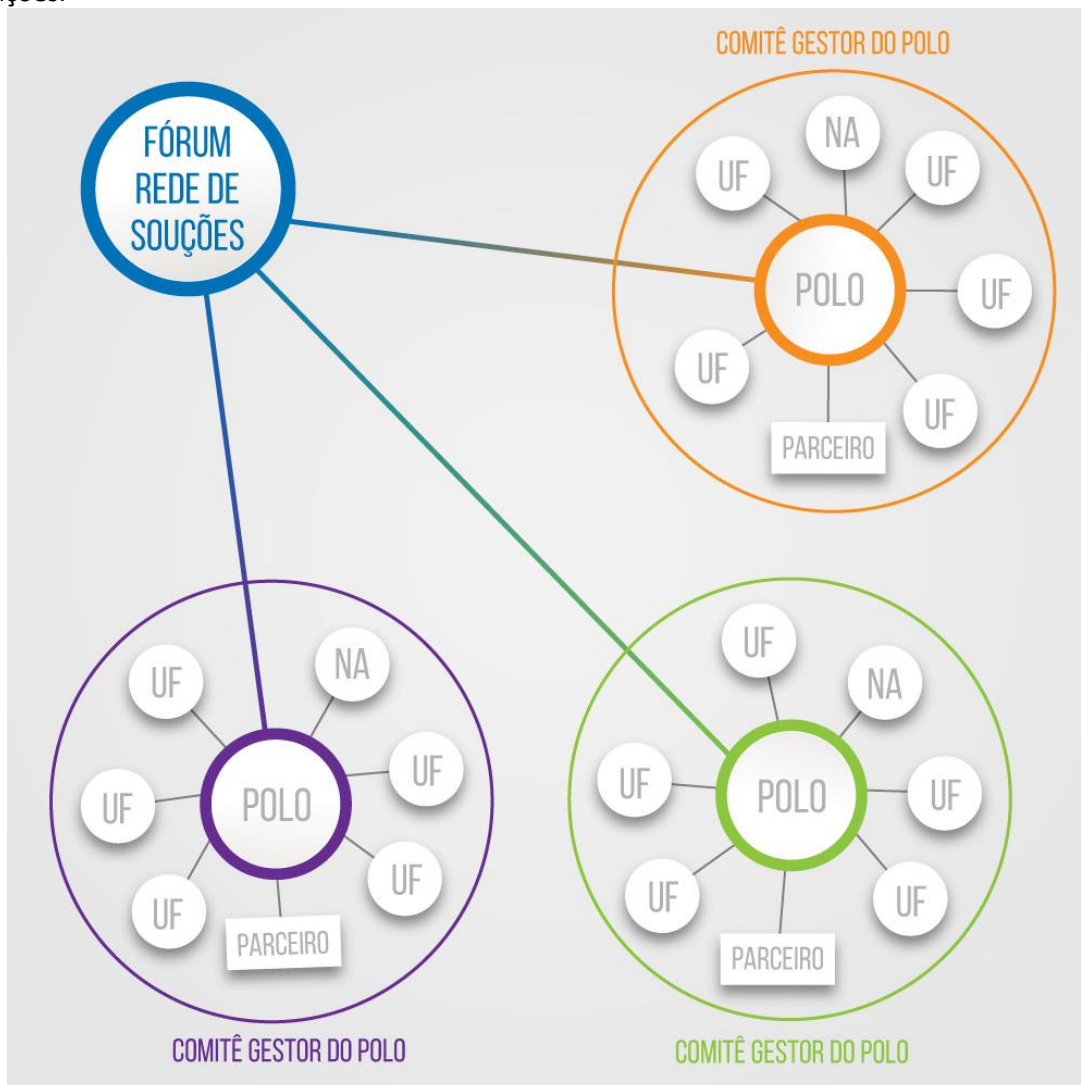 COMITÊ GESTOR DO POLO
FÓRUM
REDE DE
SOUÇÕES
NA
UF
UF
POLO
UF
UF
UF
PARCEIRO
UF
NA
UF
UF
POLO
UF
UF
PARCEIRO
UF
NA
UF
POLO
UF
UF
UF
PARCEIRO
COMITÊ GESTOR DO POLO
COMITÊ GESTOR DO POLO